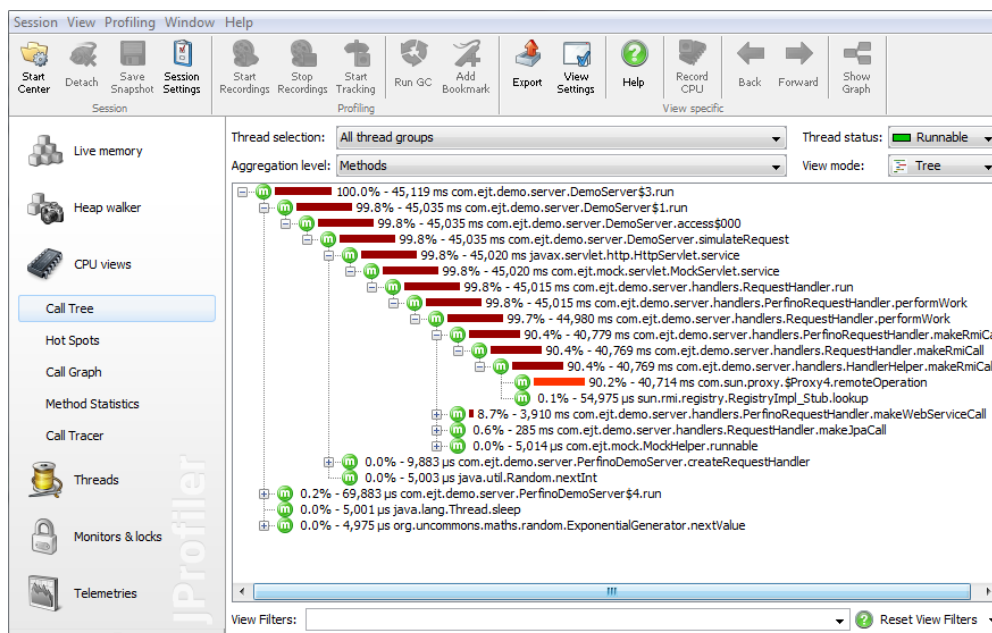 Session View Profiling Window Help
Start Center
Detach
Save Snapshot
Session Settings
Start Recordings
Stop Recordings
Start Tracking
Run GC
Add Bookmark
Export
View Settings
Help
Record CPU
Back
Forward
Show Graph
Session
Profiling
View specific
Live memory
Heap walker
CPU views
Call Tree
Hot Spots
Call Graph
Method Statistics
Call Tracer
Threads
Monitors & locks
Telemetries
JProfiler
Thread selection: All thread groups Thread status: Runnable
Aggregation level: Methods View mode: Tree
100.0% - 45,119 ms com.ejt.demo.server.DemoServer$3.run
99.8% - 45,035 ms com.ejt.demo.server.DemoServer$1.run
99.8% - 45,035 ms com.ejt.demo.server.DemoServer.access$000
99.8% - 45,035 ms com.ejt.demo.server.DemoServer.simulateRequest
99.8% - 45,020 ms javax.servlet.http.HttpServlet.service
99.8% - 45,020 ms com.ejt.mock.servlet.MockServlet.service
99.8% - 45,015 ms com.ejt.demo.server.handlers.RequestHandler.run
99.8% - 45,015 ms com.ejt.demo.server.handlers.PerfinoRequestHandler.performWork
99.7% - 44,980 ms com.ejt.demo.server.handlers.RequestHandler.performWork
90.4% - 40,779 ms com.ejt.demo.server.handlers.PerfinoRequestHandler.makeRmiCa
90.4% - 40,769 ms com.ejt.demo.server.handlers.RequestHandler.makeRmiCall
90.4% - 40,769 ms com.ejt.demo.server.handlers.HandlerHelper.makeRmiCal
90.2% - 40,714 ms com.sun.proxy.$Proxy4.remoteOperation
0.1% - 54,975 µs sun.rmi.registry.RegistryImpl_Stub.lookup
8.7% - 3,910 ms com.ejt.demo.server.handlers.PerfinoRequestHandler.makeWebServiceCall
0.6% - 285 ms com.ejt.demo.server.handlers.RequestHandler.makeJpaCall
0.0% - 5,014 µs com.ejt.mock.MockHelper.runnable
0.0% - 9,883 µs com.ejt.demo.server.PerfinoDemoServer.createRequestHandler
0.0% - 5,003 µs java.util.Random.nextInt
0.2% - 69,883 µs com.ejt.demo.server.PerfinoDemoServer$4.run
0.0% - 5,001 µs java.lang.Thread.sleep
0.0% - 4,975 µs org.uncommons.maths.random.ExponentialGenerator.nextValue
View Filters: Reset View Filters